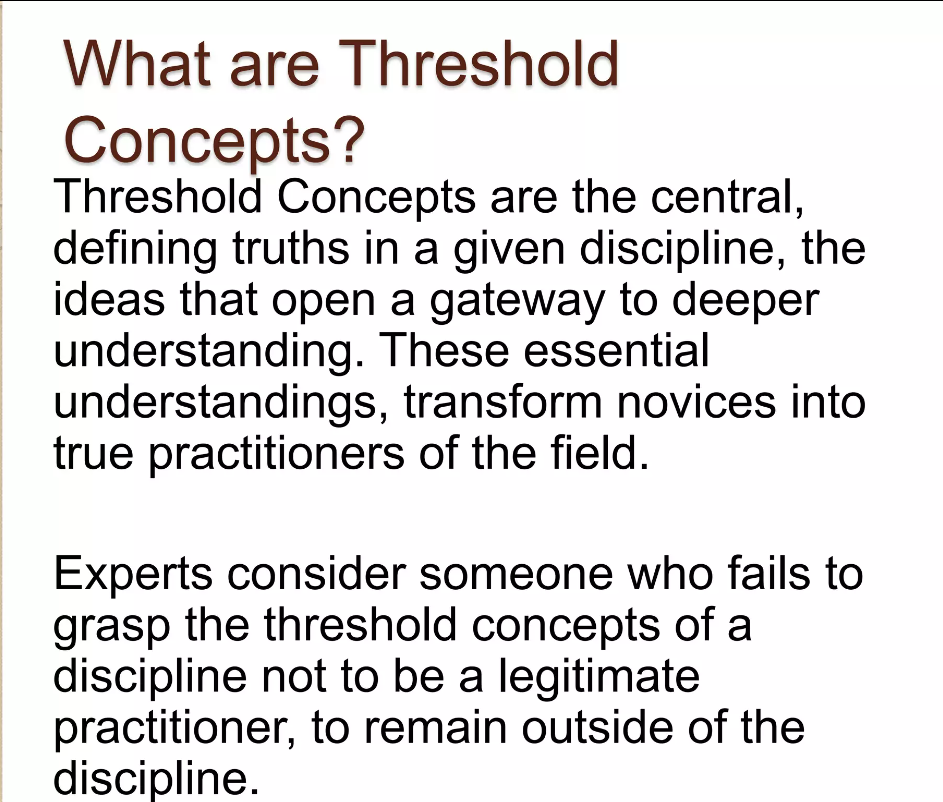 What are Threshold
Concepts?
Threshold Concepts are the central,
defining truths in a given discipline, the
ideas that open a gateway to deeper
understanding. These essential
understandings, transform novices into
true practitioners of the field.
Experts consider someone who fails to
grasp the threshold concepts of a
discipline not to be a legitimate
practitioner, to remain outside of the
discipline.